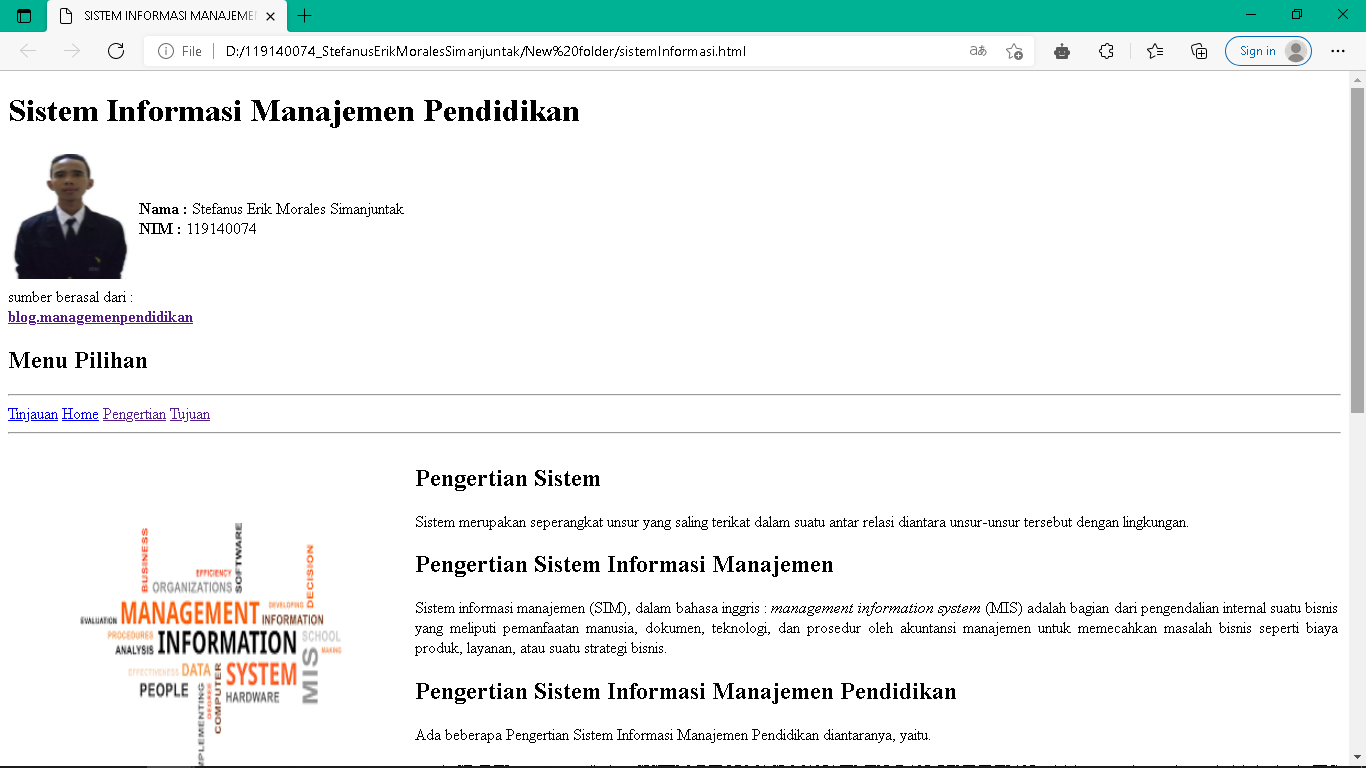 SISTEM INFORMASI MANAJEMEN
File
D:/119140074_StefanusErikMoralesSimanjuntak/New%20folder/sistemInformasi.html
aあ
Sign in
Sistem Informasi Manajemen Pendidikan
Nama : Stefanus Erik Morales Simanjuntak
NIM : 119140074
sumber berasal dari :
blog.managemenpendidikan
Menu Pilihan
Tinjauan Home Pengertian Tujuan
BUSINESS
SOFTWARE
DECISION
EFFICIENCY
ORGANIZATIONS
DEVELOPING
EVALUATION MANAGEMENT INFORMATION
PROCEDURES INFORMATION SCHOOL
ANALYSIS MAKING
EFFECTIVENESS DATA SYSTEM MIS
PEOPLE HARDWARE
DEGREE
COMPUTER
MPLEMENTING
Pengertian Sistem
Sistem merupakan seperangkat unsur yang saling terikat dalam suatu antar relasi diantara unsur-unsur tersebut dengan lingkungan.
Pengertian Sistem Informasi Manajemen
Sistem informasi manajemen (SIM), dalam bahasa inggris : management information system (MIS) adalah bagian dari pengendalian internal suatu bisnis
yang meliputi pemanfaatan manusia, dokumen, teknologi, dan prosedur oleh akuntansi manajemen untuk memecahkan masalah bisnis seperti biaya
produk, layanan, atau suatu strategi bisnis.
Pengertian Sistem Informasi Manajemen Pendidikan
Ada beberapa Pengertian Sistem Informasi Manajemen Pendidikan diantaranya, yaitu.